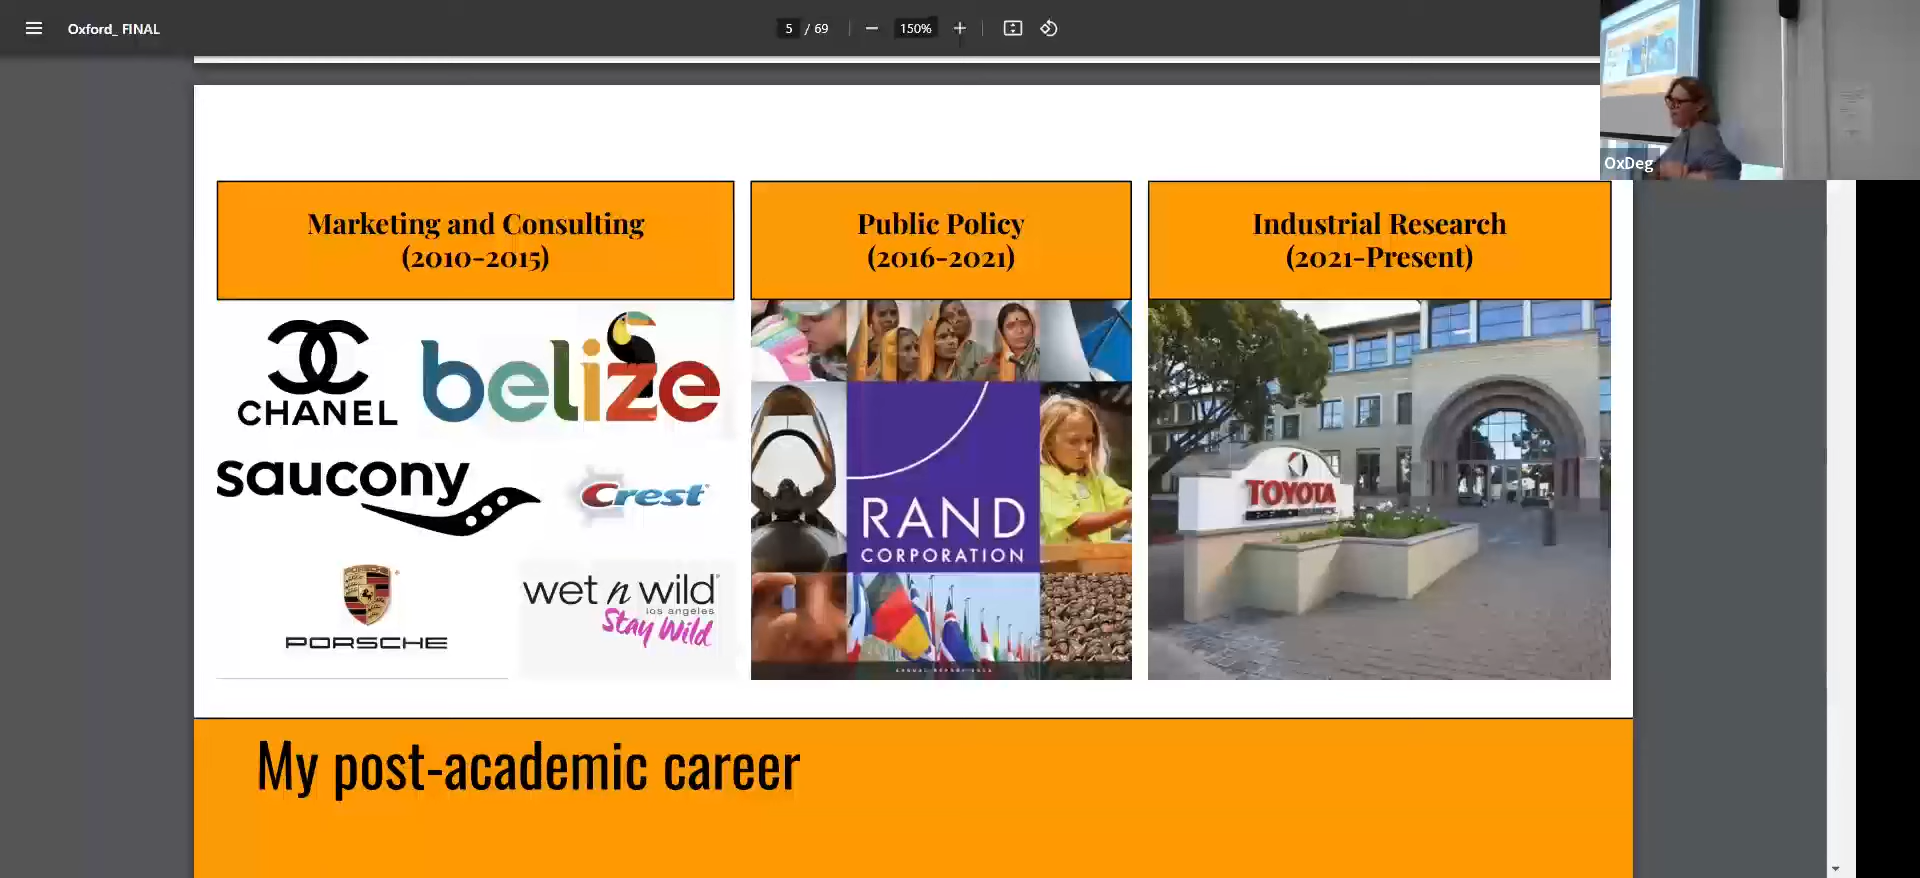 Oxford_ FINAL
5 / 69
150%
OxDeg
Marketing and Consulting
(2010-2015)
Public Policy
(2016-2021)
Industrial Research
(2021-Present)
CHANEL
belize
saucony
Crest
PORSCHE
wet n wild
los angeles
Stay Wild
RAND
CORPORATION
TOYOTA
My post-academic career